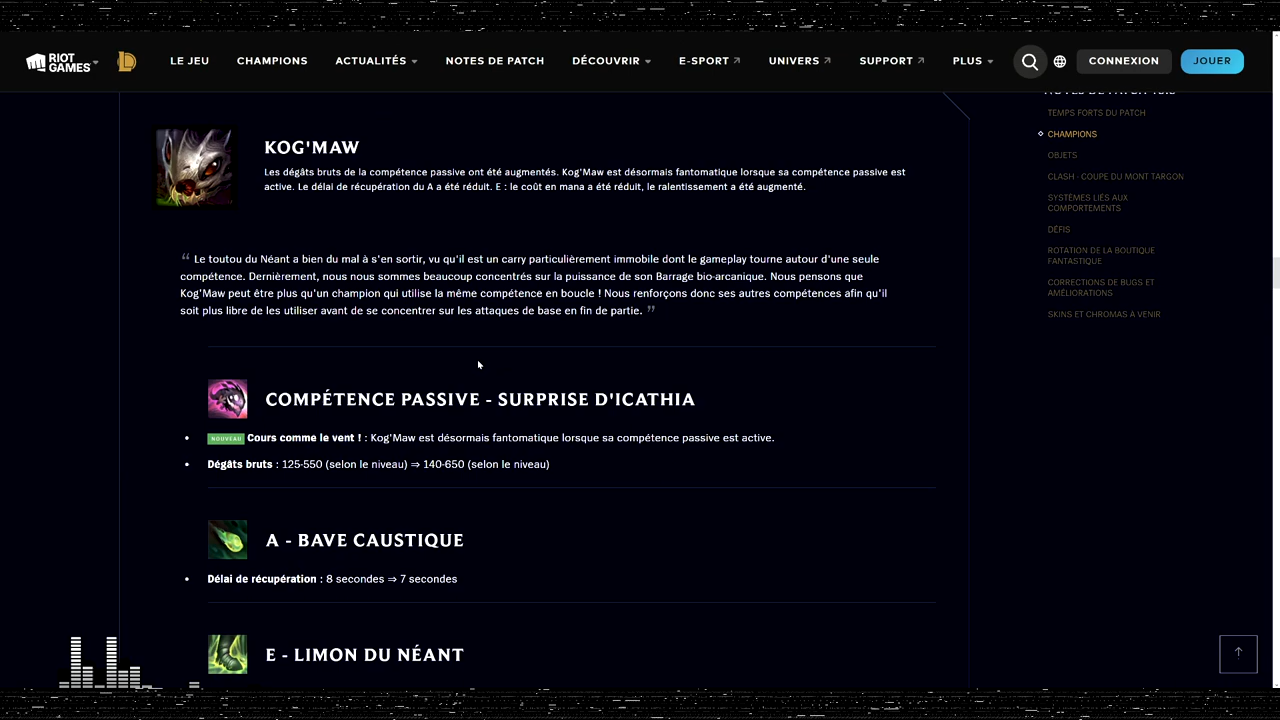 RIOT GAMES
LE JEU CHAMPIONS ACTUALITÉS NOTES DE PATCH DÉCOUVRIR E-SPORT UNIVERS SUPPORT PLUS CONNEXION JOUER
KOG'MAW
Les dégâts bruts de la compétence passive ont été augmentés. Kog'Maw est désormais fantomatique lorsque sa compétence passive est
active. Le délai de récupération du A a été réduit. E : le coût en mana a été réduit, le ralentissement a été augmenté.
“ Le toutou du Néant a bien du mal à s'en sortir, vu qu'il est un carry particulièrement immobile dont le gameplay tourne autour d'une seule
compétence. Dernièrement, nous nous sommes beaucoup concentrés sur la puissance de son Barrage bio-arcanique. Nous pensons que
Kog'Maw peut être plus qu'un champion qui utilise la même compétence en boucle ! Nous renforçons donc ses autres compétences afin qu'il
soit plus libre de les utiliser avant de se concentrer sur les attaques de base en fin de partie. ”
COMPÉTENCE PASSIVE - SURPRISE D'ICATHIA
• NOUVEAU Cours comme le vent ! : Kog'Maw est désormais fantomatique lorsque sa compétence passive est active.
• Dégâts bruts : 125-550 (selon le niveau) ⇒ 140-650 (selon le niveau)
A - BAVE CAUSTIQUE
• Délai de récupération : 8 secondes ⇒ 7 secondes
E - LIMON DU NÉANT
TEMPS FORTS DU PATCH
CHAMPIONS
OBJETS
CLASH - COUPE DU MONT TARGON
SYSTÈMES LIÉS AUX
COMPORTEMENTS
DÉFIS
ROTATION DE LA BOUTIQUE
FANTASTIQUE
CORRECTIONS DE BUGS ET
AMÉLIORATIONS
SKINS ET CHROMAS À VENIR